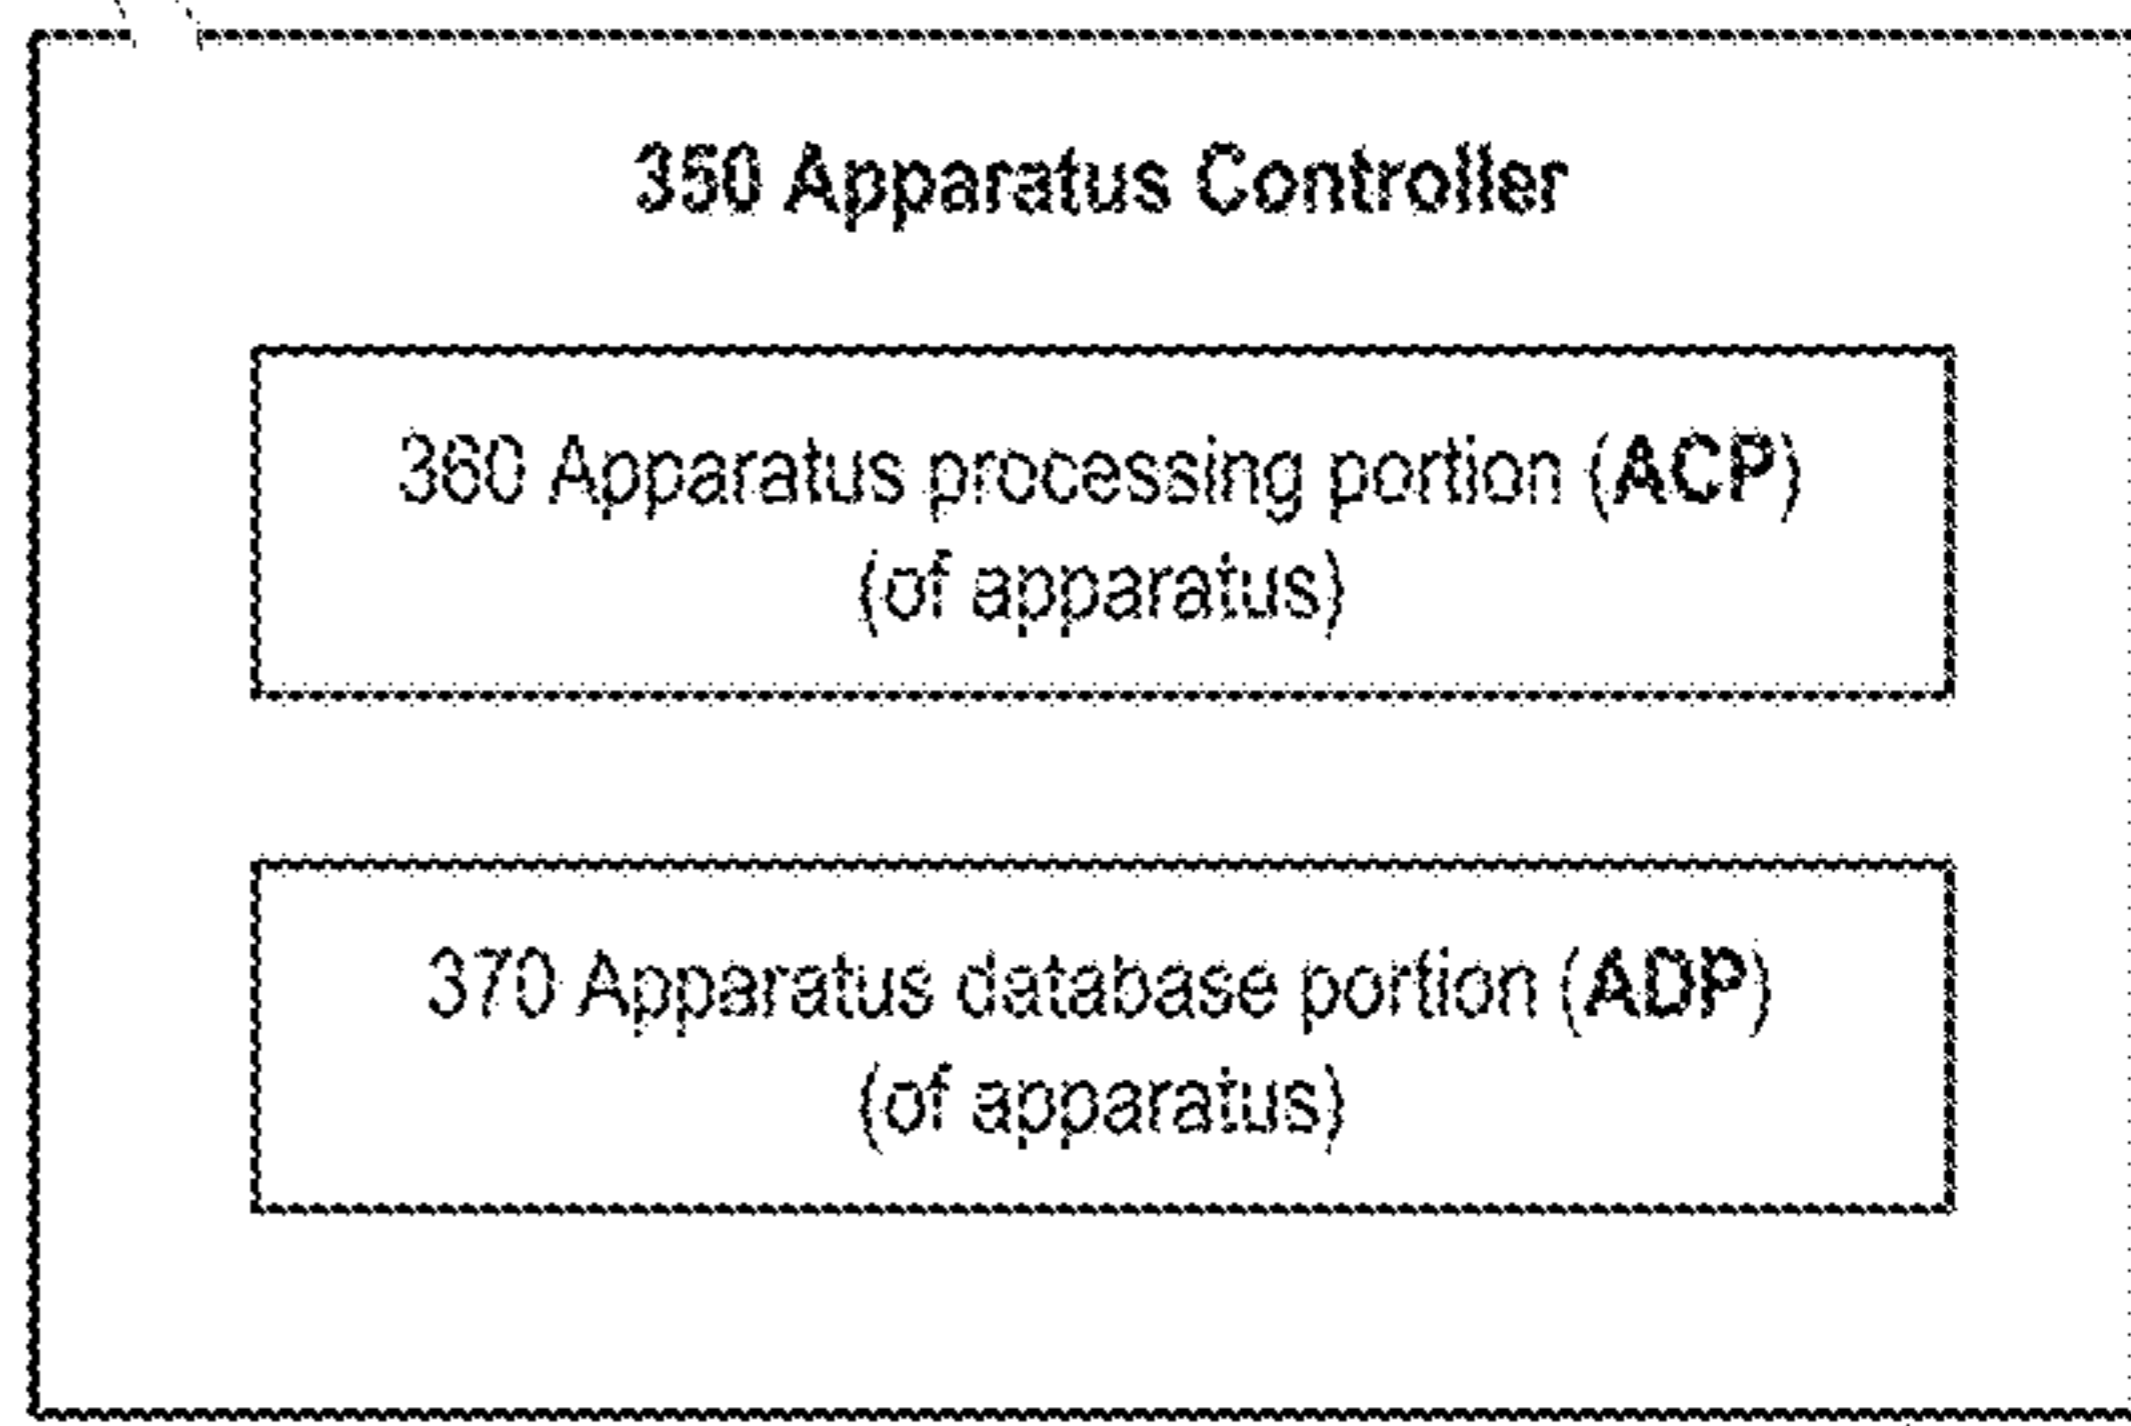 350 Apparatus Controller
360 Apparatus processing portion (ACP)
(of apparatus)
370 Apparatus database portion (ADP)
(of apparatus)